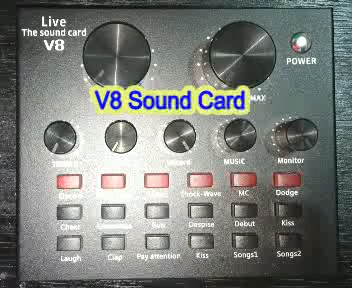 Live
The sound card
V8
POWER
MAX
V8 Sound Card
Record
MUSIC
Monitor
Shock-Wave
MC
Dodge
Cheer
Despise
Debut
Kiss
Laugh
Clap
Pay attention
Kiss
Songs1
Songs2